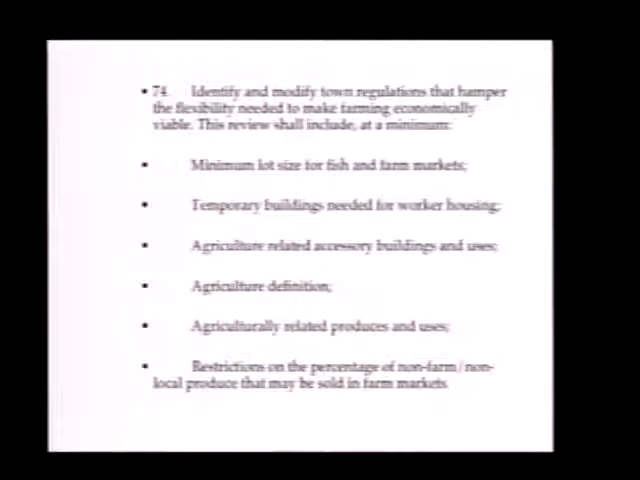 • 74. Identify and modify town regulations that hamper
the flexibility needed to make farming economically
viable. This review shall include, at a minimum:
• Minimum lot size for fish and farm markets;
• Temporary buildings needed for worker housing;
• Agriculture related accessory buildings and uses;
• Agriculture definition;
• Agriculturally related produces and uses;
• Restrictions on the percentage of non-farm/non-
local produce that may be sold in farm markets.